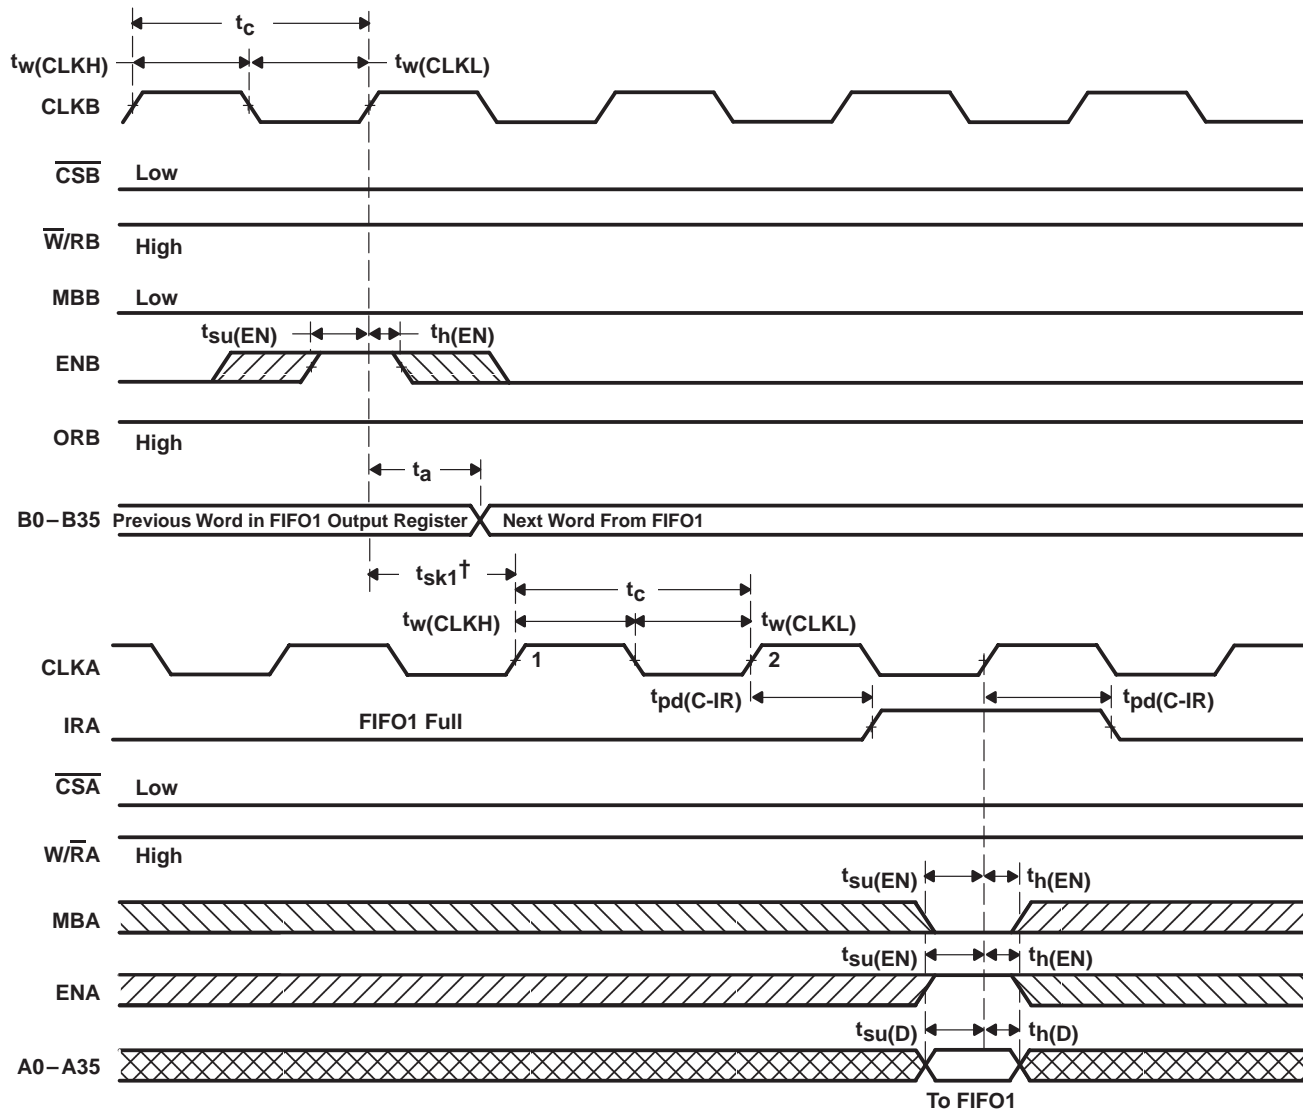 tc
tw(CLKH) tw(CLKL)
CLKB
CSB Low
W/RB High
MBB Low
tsu(EN) th(EN)
ENB
ORB High
ta
B0–B35 Previous Word in FIFO1 Output Register Next Word From FIFO1
tsk1† tc
tw(CLKH) tw(CLKL)
CLKA 1 2
tpd(C-IR) tpd(C-IR)
IRA FIFO1 Full
CSA Low
W/RA High
tsu(EN) th(EN)
MBA
tsu(EN) th(EN)
ENA
tsu(D) th(D)
A0–A35
To FIFO1